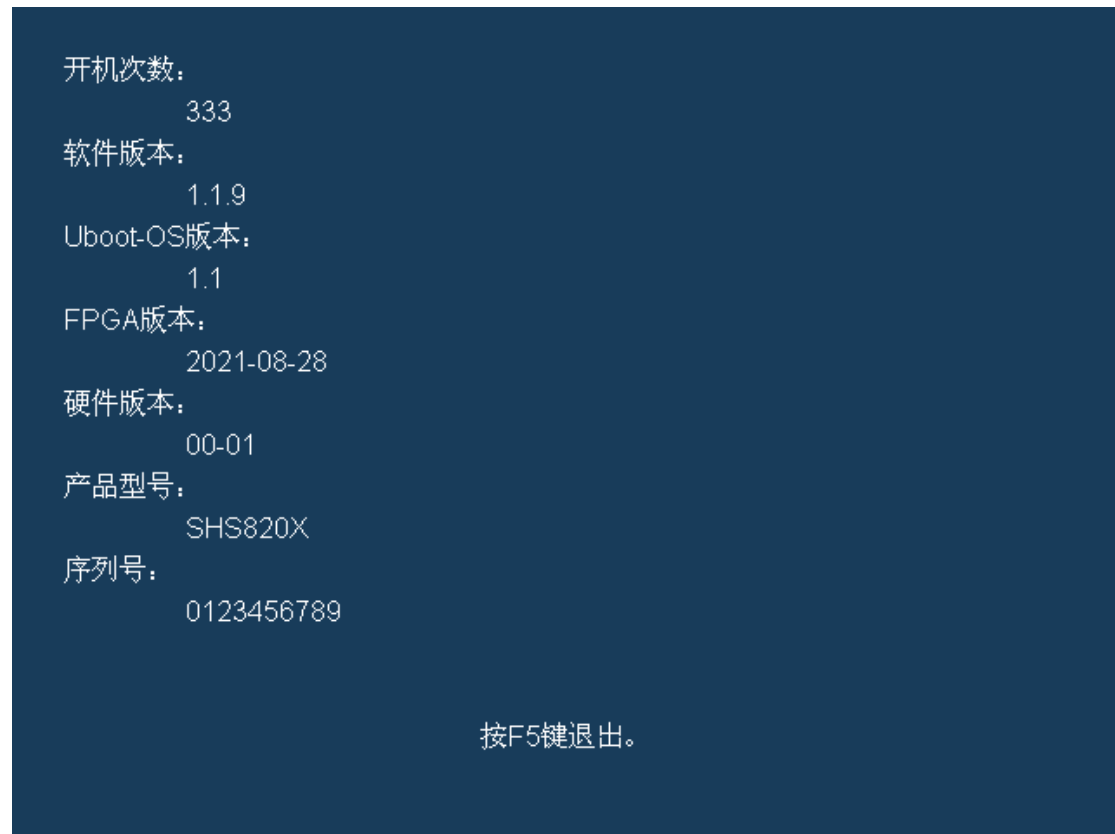 开机次数：
333
软件版本：
1.1.9
Uboot-OS版本：
1.1
FPGA版本：
2021-08-28
硬件版本：
00-01
产品型号：
SHS820X
序列号：
0123456789
按F5键退出。